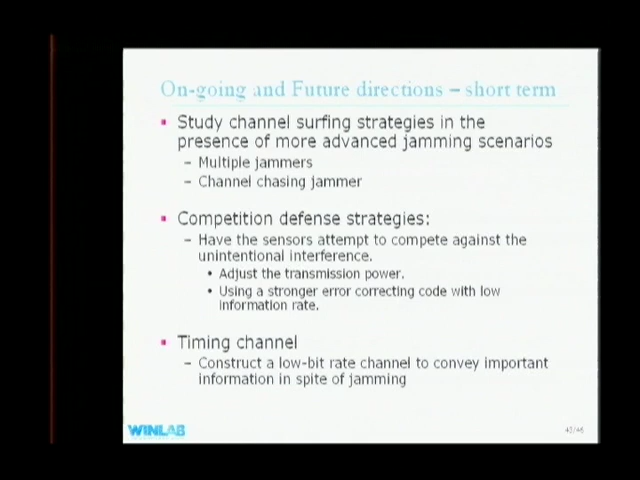 On-going and Future directions – short term
Study channel surfing strategies in the
presence of more advanced jamming scenarios
– Multiple jammers
– Channel chasing jammer
Competition defense strategies:
– Have the sensors attempt to compete against the
unintentional interference.
• Adjust the transmission power.
• Using a stronger error correcting code with low
information rate.
Timing channel
– Construct a low-bit rate channel to convey important
information in spite of jamming
WINLAB